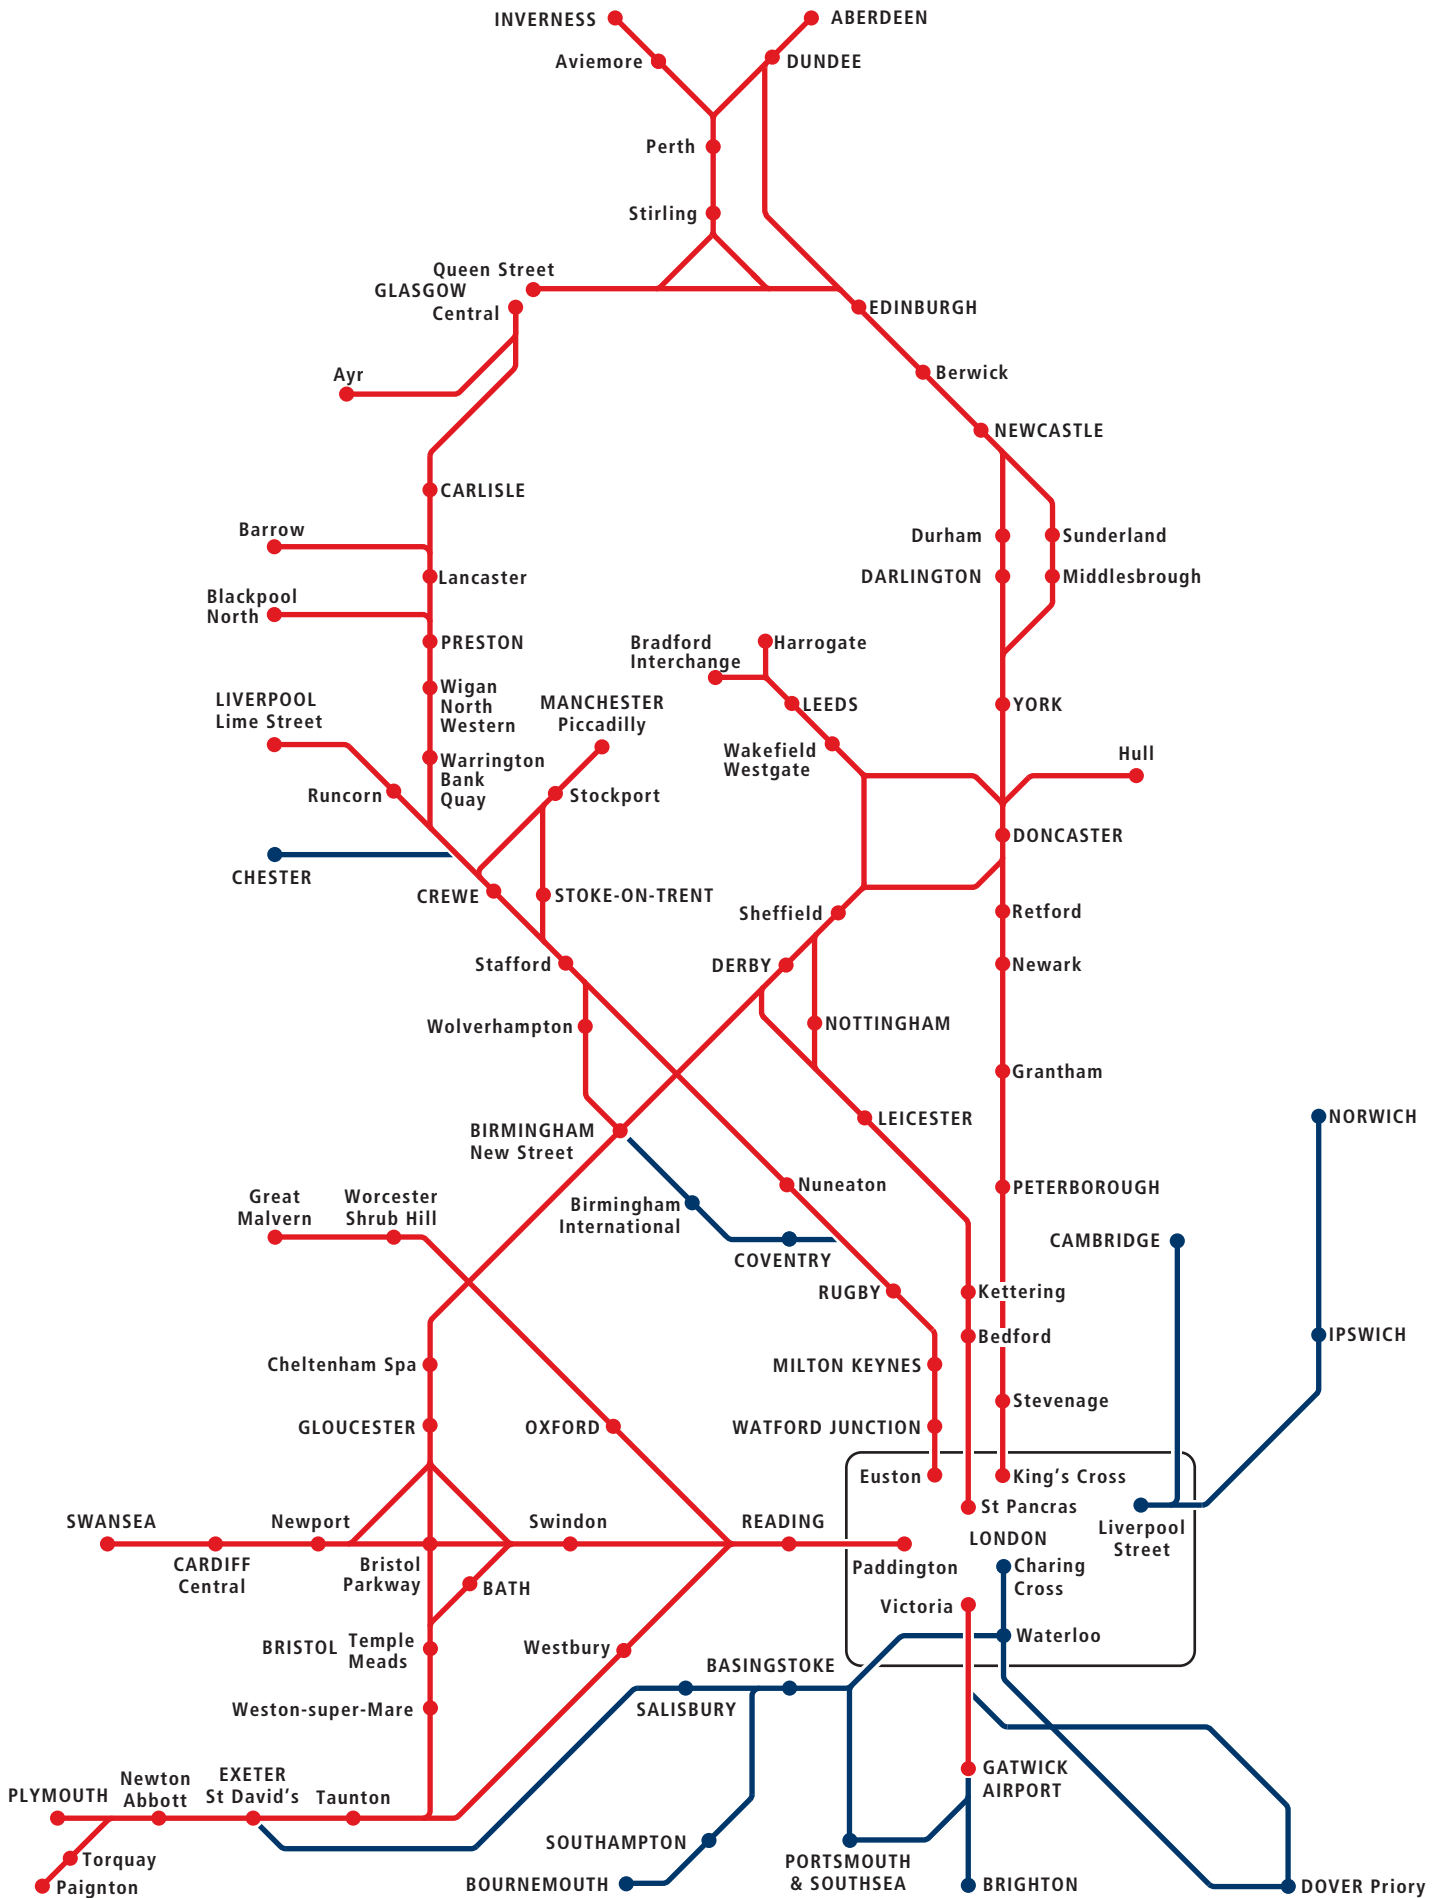 INVERNESS
ABERDEEN
Aviemore
DUNDEE
Perth
Stirling
Queen Street
GLASGOW
Central
EDINBURGH
Ayr
Berwick
NEWCASTLE
CARLISLE
Barrow
Durham
Sunderland
Lancaster
DARLINGTON
Middlesbrough
Blackpool
North
PRESTON
Bradford
Interchange
Harrogate
Wigan
North
Western
LIVERPOOL
Lime Street
MANCHESTER
Piccadilly
LEEDS
YORK
Wakefield
Westgate
Hull
Warrington
Bank
Quay
Runcorn
Stockport
DONCASTER
CHESTER
CREWE
STOKE-ON-TRENT
Sheffield
Retford
Stafford
DERBY
Newark
Wolverhampton
NOTTINGHAM
Grantham
LEICESTER
NORWICH
BIRMINGHAM
New Street
Nuneaton
PETERBOROUGH
Great
Malvern
Worcester
Shrub Hill
Birmingham
International
CAMBRIDGE
COVENTRY
RUGBY
Kettering
Bedford
IPSWICH
Cheltenham Spa
MILTON KEYNES
Stevenage
GLOUCESTER
OXFORD
WATFORD JUNCTION
Euston
King's Cross
St Pancras
SWANSEA
Newport
Swindon
READING
LONDON
Liverpool
Street
CARDIFF
Central
Bristol
Parkway
BATH
Paddington
Charing
Cross
Victoria
BRISTOL
Temple
Meads
Westbury
Waterloo
BASINGSTOKE
SALISBURY
Weston-super-Mare
GATWICK
AIRPORT
PLYMOUTH
Newton
Abbott
EXETER
St David's
Taunton
SOUTHAMPTON
PORTSMOUTH
& SOUTHSEA
Torquay
Paignton
BOURNEMOUTH
BRIGHTON
DOVER Priory